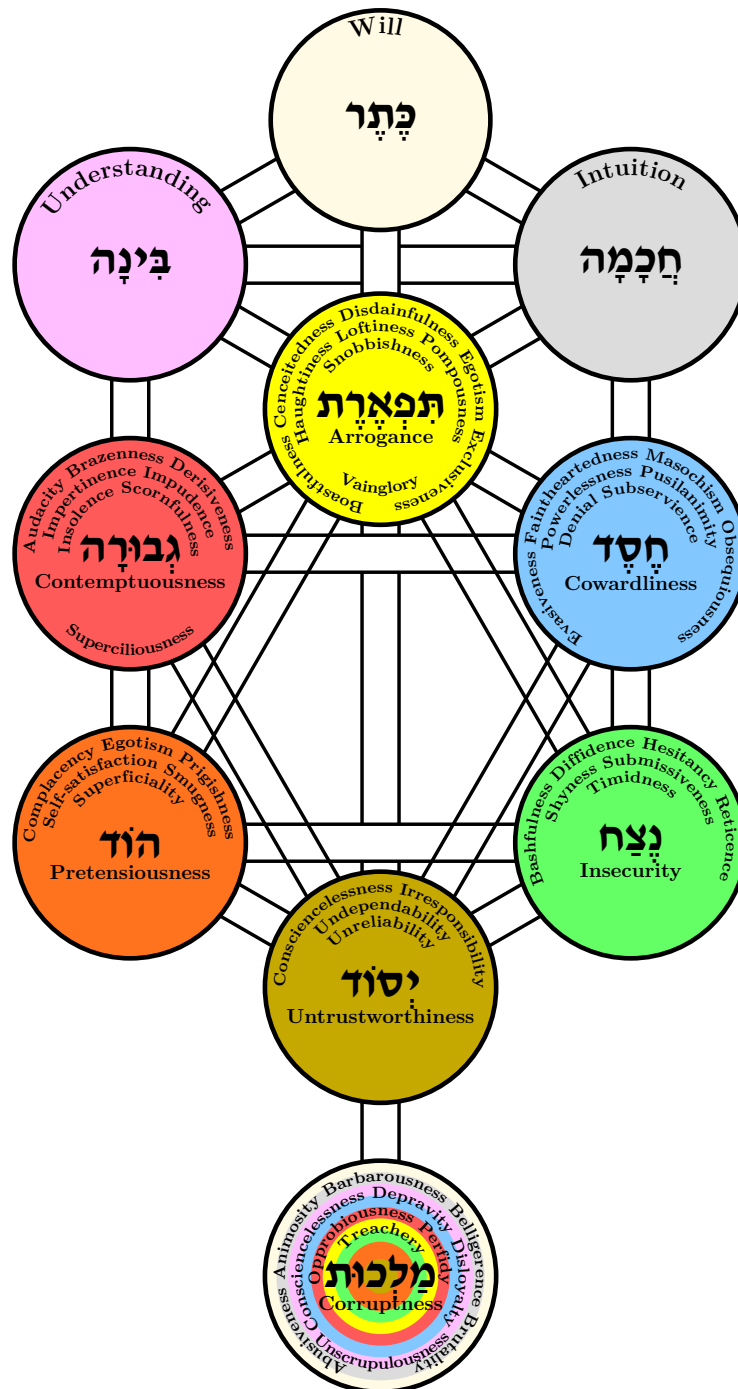 Will
כֶּתֶר
Understanding
בִּינָה
Intuition
חֲכָמָה
Boastfulness Cenceitedness Disdainfulness Egotism Exclusiveness
Haughtiness Loftiness Pompousness
Snobbishness
תִּפְאֶרֶת
Arrogance
Vainglory
Audacity Brazenness Derisiveness
Impertinence Impudence
Insolence Scornfulness
גְבוּרָה
Contemptuousness
Superciliousness
Evasiveness Faintheartedness Masochism Obsequiousness
Powerlessness Pusilanimity
Denial Subservience
חֶסֶד
Cowardliness
Complacency Egotism Prigishness
Self-satisfaction Smugness
Superficiality
הוֹד
Pretensiousness
Bashfulness Diffidence Hesitancy Reticence
Shyness Submissiveness
Timidness
נֶצַח
Insecurity
Consciencelessness Irresponsibility
Undependability
Unreliability
יְסוֹד
Untrustworthiness
Abusiveness Animosity Barbarousness Belligerence Brutality
Consciencelessness Depravity Disloyalty
Opprobiousness Perfidy
Treachery
מַלְכוּת
Corruptness
Unscrupulousness